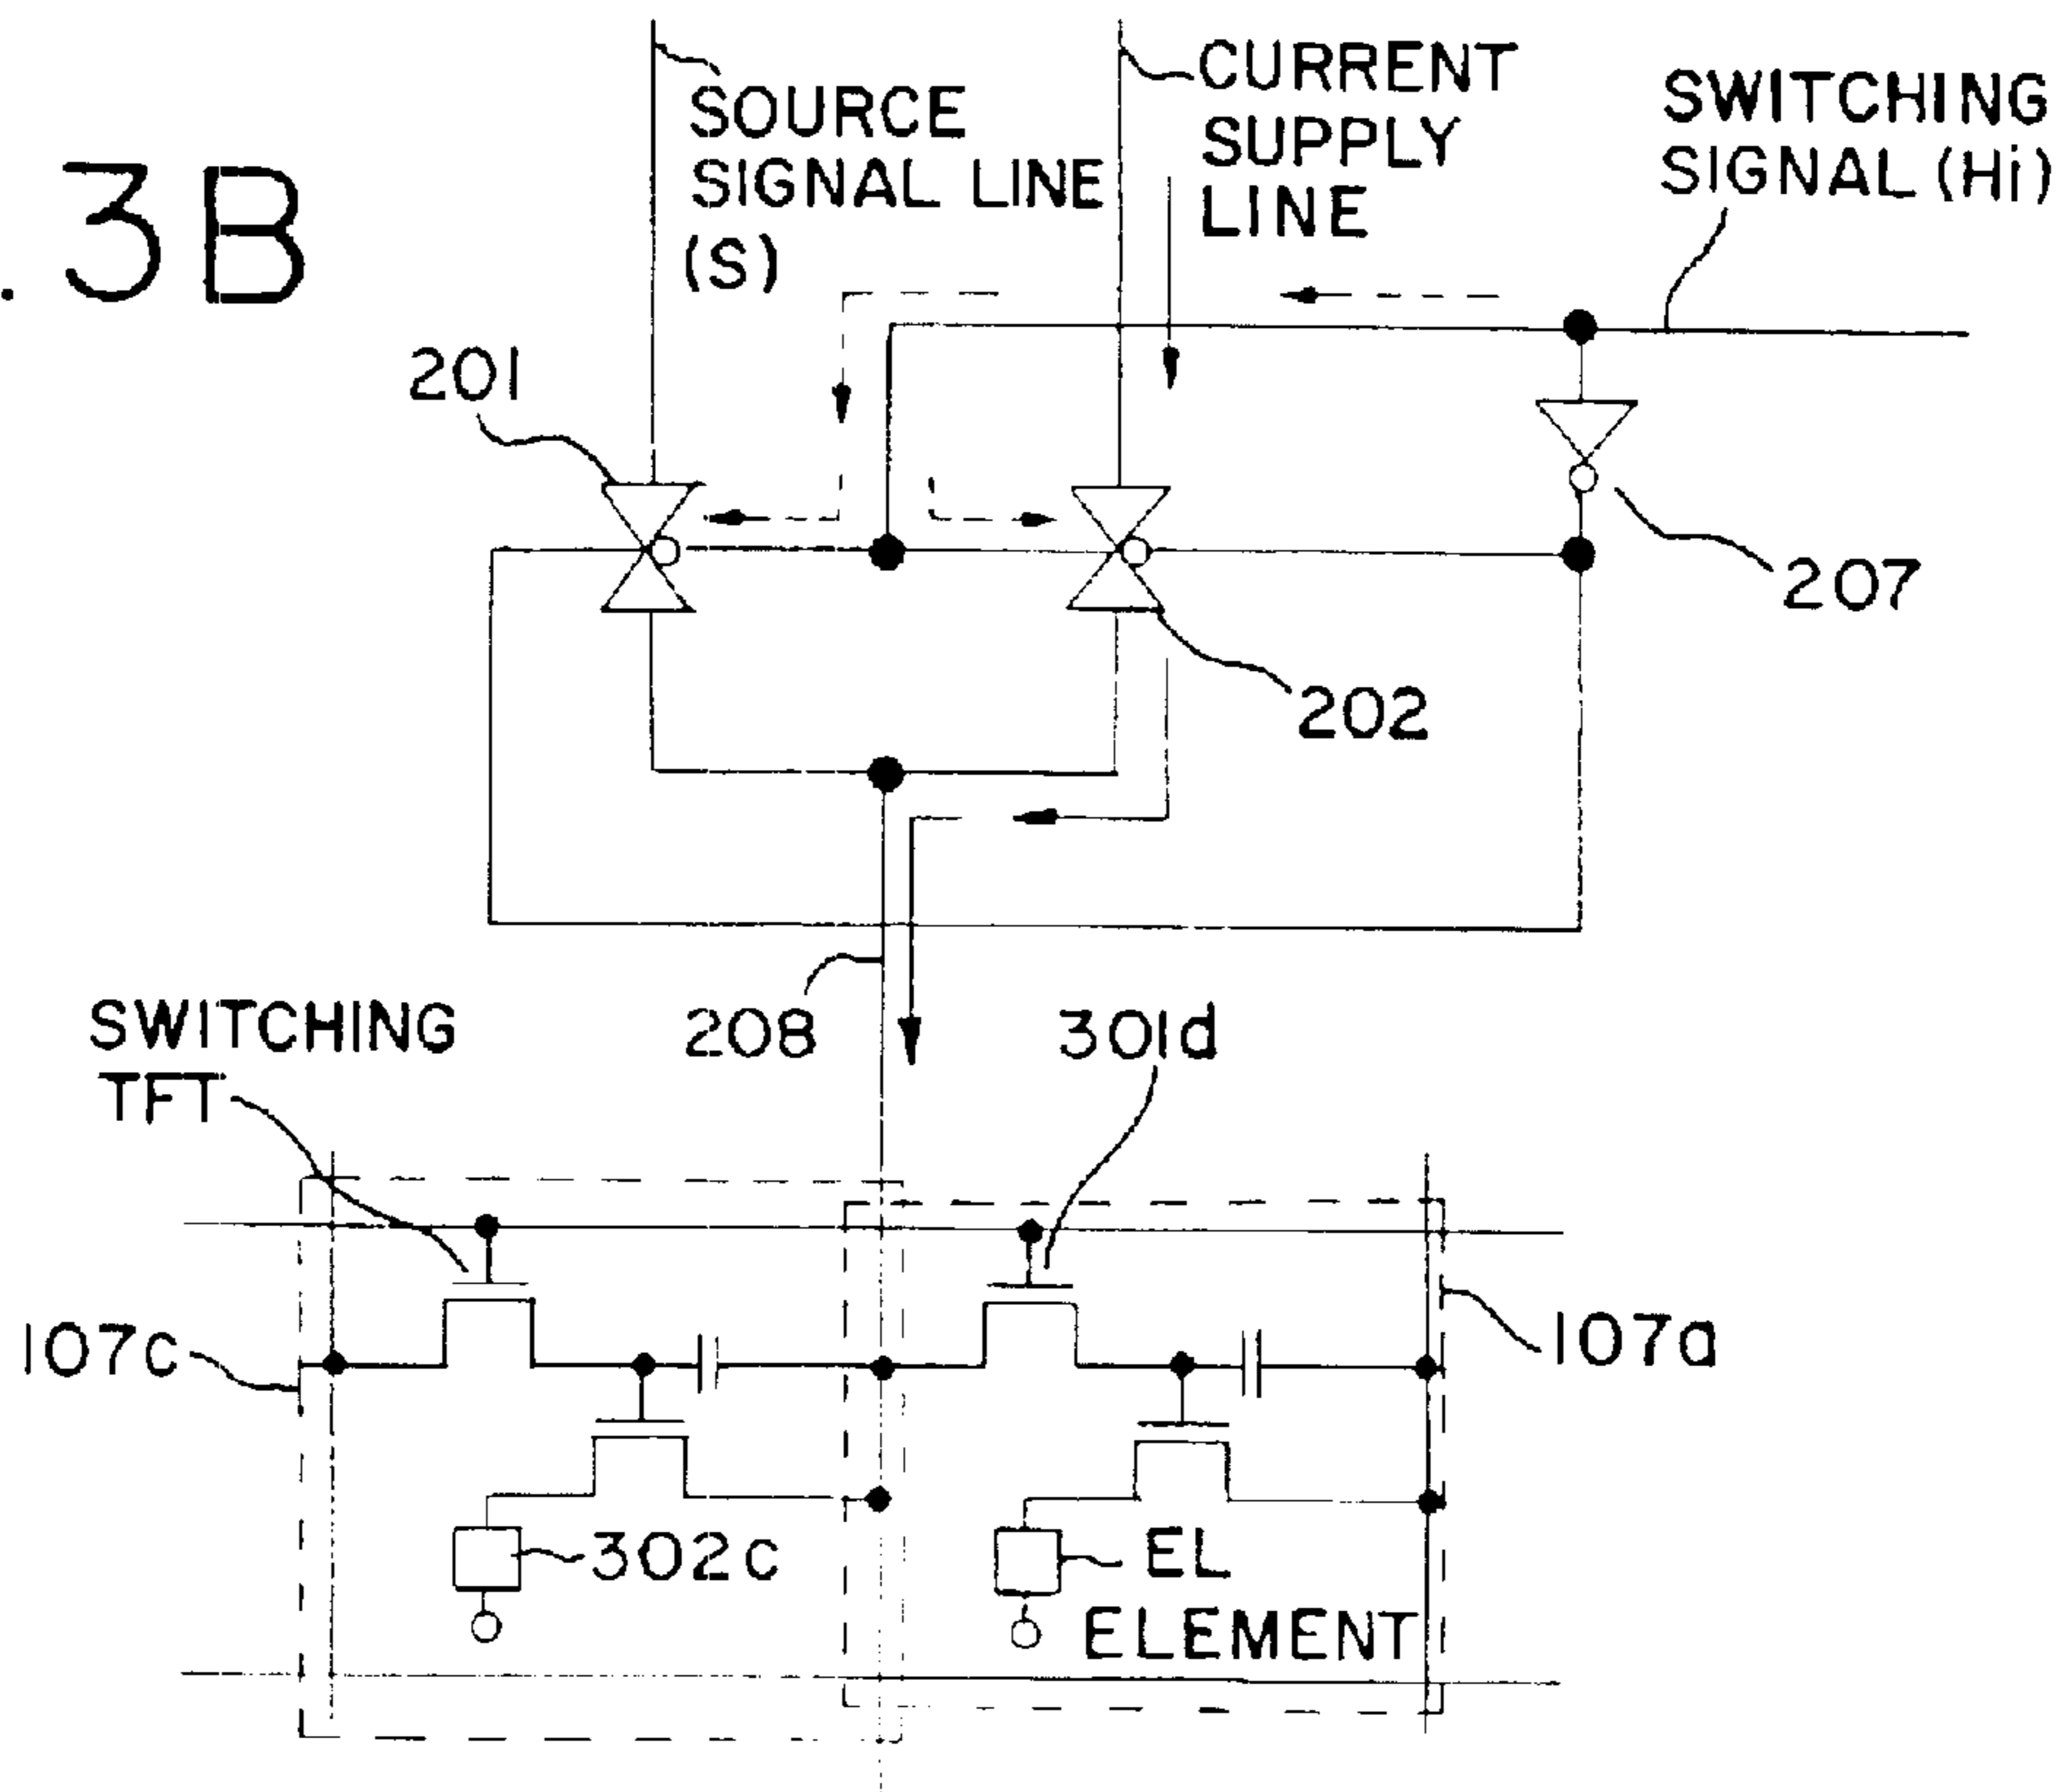 . 3B
SOURCE
SIGNAL LINE
(S)
CURRENT
SUPPLY
LINE
SWITCHING
SIGNAL (Hi)
201
207
202
208
301d
SWITCHING
TFT
107c
107a
302c
EL
ELEMENT